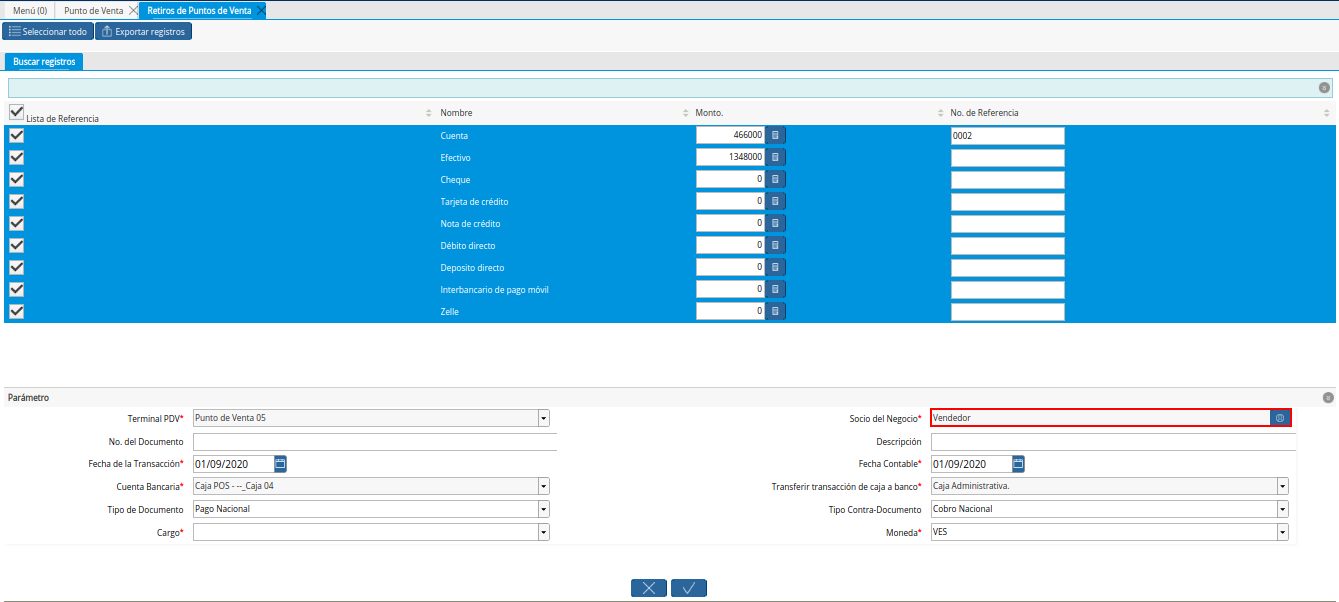 Menú (0) Punto de Venta Retiros de Puntos de Venta
Seleccionar todo Exportar registros
Buscar registros
Lista de Referencia Nombre Monto. No. de Referencia
Cuenta 466000 0002
Efectivo 1348000
Cheque 0
Tarjeta de crédito 0
Nota de crédito 0
Débito directo 0
Deposito directo 0
Interbancario de pago móvil 0
Zelle 0
Parámetro
Terminal PDV* Punto de Venta 05 Socio del Negocio* Vendedor
No. del Documento Descripción
Fecha de la Transacción* 01/09/2020 Fecha Contable* 01/09/2020
Cuenta Bancaria* Caja POS - --_Caja 04 Transferir transacción de caja a banco* Caja Administrativa.
Tipo de Documento Pago Nacional Tipo Contra-Documento Cobro Nacional
Cargo* Moneda* VES